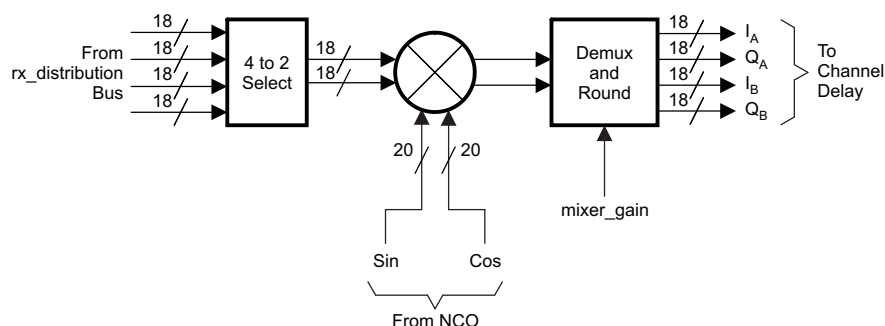 18
18
18
18
From
rx_distribution
Bus
4 to 2
Select
18
18
20
20
Sin
Cos
From NCO
Demux
and
Round
mixer_gain
18
18
18
18
I_A
Q_A
I_B
Q_B
To
Channel
Delay